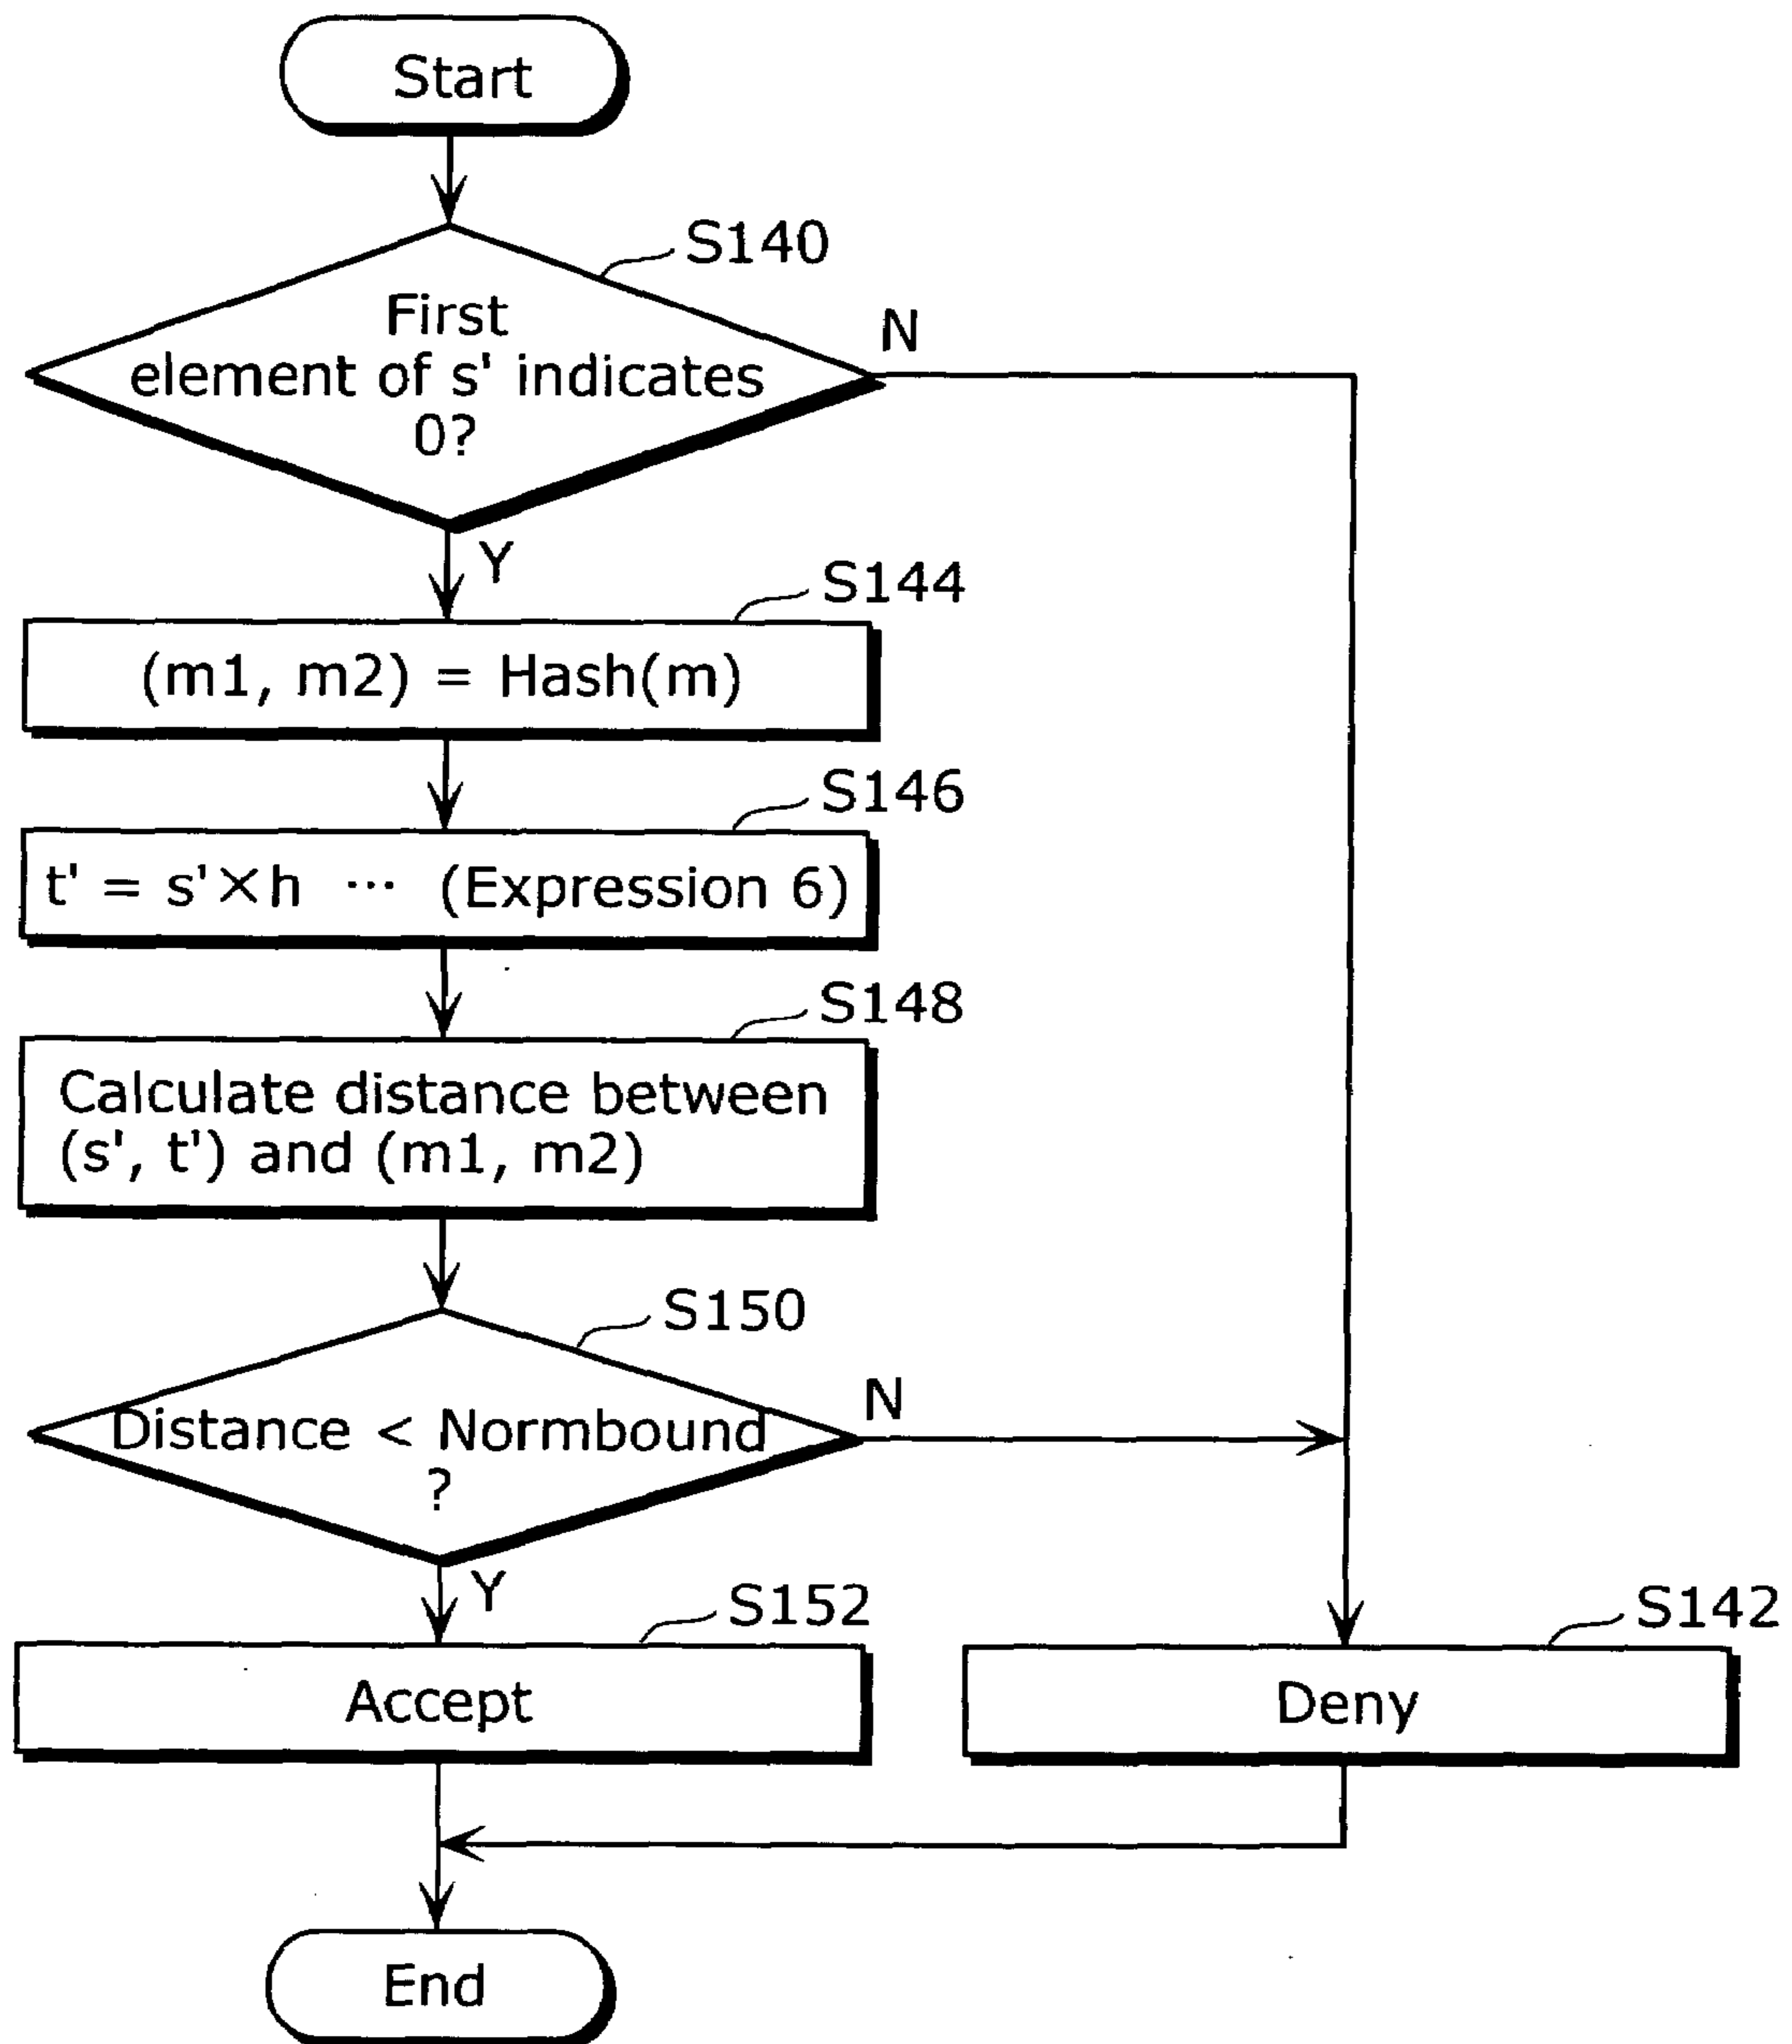 Start
S140
First
element of s' indicates
0?
N
Y
S144
(m1, m2) = Hash(m)
S146
t' = s'×h ··· (Expression 6)
S148
Calculate distance between
(s', t') and (m1, m2)
S150
Distance < Normbound
?
N
Y
S152
Accept
S142
Deny
End